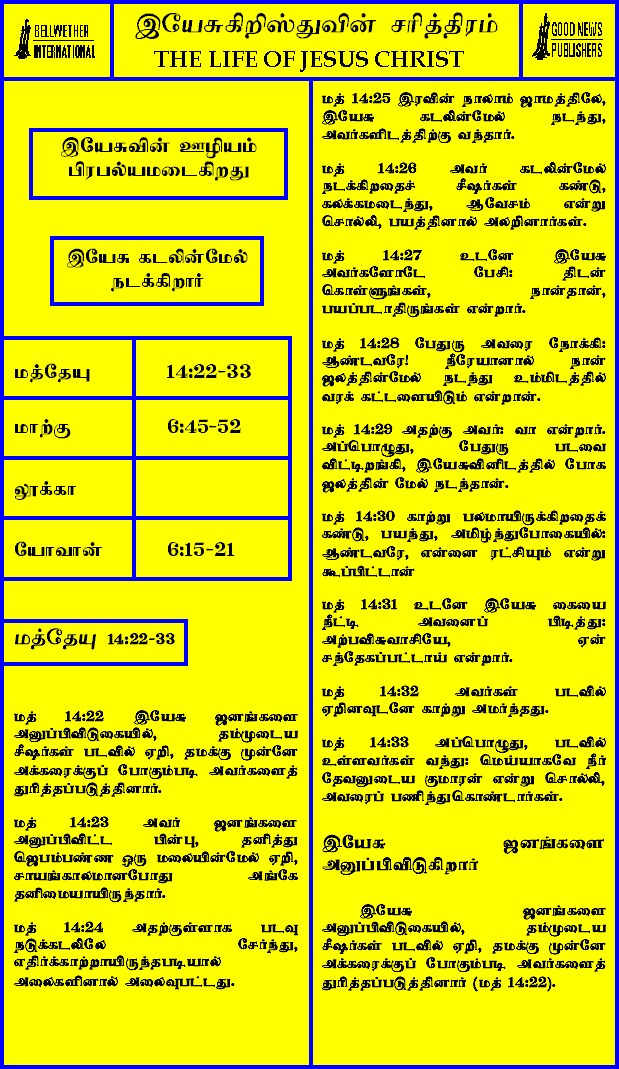 BELLWETHER
INTERNATIONAL
இயேசுகிறிஸ்துவின் சரித்திரம்
THE LIFE OF JESUS CHRIST
GOOD NEWS
PUBLISHERS
இயேசுவின் ஊழியம்
பிரபல்யமடைகிறது
இயேசு கடலின்மேல்
நடக்கிறார்
மத்தேயு 14:22-33
மாற்கு 6:45-52
லூக்கா
யோவான் 6:15-21
மத்தேயு 14:22-33
மத் 14:22 இயேசு ஜனங்களை
அனுப்பிவிடுகையில், தம்முடைய
சீஷர்கள் படவில் ஏறி, தமக்கு முன்னே
அக்கரைக்குப் போகும்படி அவர்களைத்
துரிதப்படுத்தினார்.
மத் 14:23 அவர் ஜனங்களை
அனுப்பிவிட்ட பின்பு, தனித்து
ஜெபம்பண்ண ஒரு மலையின்மேல் ஏறி,
சாயங்காலமானபோது அங்கே
தனிமையாயிருந்தார்.
மத் 14:24 அதற்குள்ளாக படவு
நடுக்கடலிலே சேர்ந்து,
எதிர்க்காற்றாயிருந்தபடியால்
அலைகளினால் அலைவுபட்டது.
மத் 14:25 இரவின் நாலாம் ஜாமத்திலே,
இயேசு கடலின்மேல் நடந்து,
அவர்களிடத்திற்கு வந்தார்.
மத் 14:26 அவர் கடலின்மேல்
நடக்கிறதைச் சீஷர்கள் கண்டு,
கலக்கமடைந்து, ஆவேசம் என்று
சொல்லி, பயத்தினால் அலறினார்கள்.
மத் 14:27 உடனே இயேசு
அவர்களோடே பேசி: திடன்
கொள்ளுங்கள், நான்தான்,
பயப்படாதிருங்கள் என்றார்.
மத் 14:28 பேதுரு அவரை நோக்கி:
ஆண்டவரே! நீரேயானால் நான்
ஜலத்தின்மேல் நடந்து உம்மிடத்தில்
வரக் கட்டளையிடும் என்றான்.
மத் 14:29 அதற்கு அவர்: வா என்றார்.
அப்பொழுது, பேதுரு படவை
விட்டிறங்கி, இயேசுவினிடத்தில் போக
ஜலத்தின் மேல் நடந்தான்.
மத் 14:30 காற்று பலமாயிருக்கிறதைக்
கண்டு, பயந்து, அமிழ்ந்துபோகையில்:
ஆண்டவரே, என்னை ரட்சியும் என்று
கூப்பிட்டான்
மத் 14:31 உடனே இயேசு கையை
நீட்டி அவனைப் பிடித்து:
அற்பவிசுவாசியே, ஏன்
சந்தேகப்பட்டாய் என்றார்.
மத் 14:32 அவர்கள் படவில்
ஏறினவுடனே காற்று அமர்ந்தது.
மத் 14:33 அப்பொழுது, படவில்
உள்ளவர்கள் வந்து: மெய்யாகவே நீர்
தேவனுடைய குமாரன் என்று சொல்லி,
அவரைப் பணிந்துகொண்டார்கள்.
இயேசு ஜனங்களை
அனுப்பிவிடுகிறார்
இயேசு ஜனங்களை
அனுப்பிவிடுகையில், தம்முடைய
சீஷர்கள் படவில் ஏறி, தமக்கு முன்னே
அக்கரைக்குப் போகும்படி அவர்களைத்
துரிதப்படுத்தினார் (மத் 14:22).